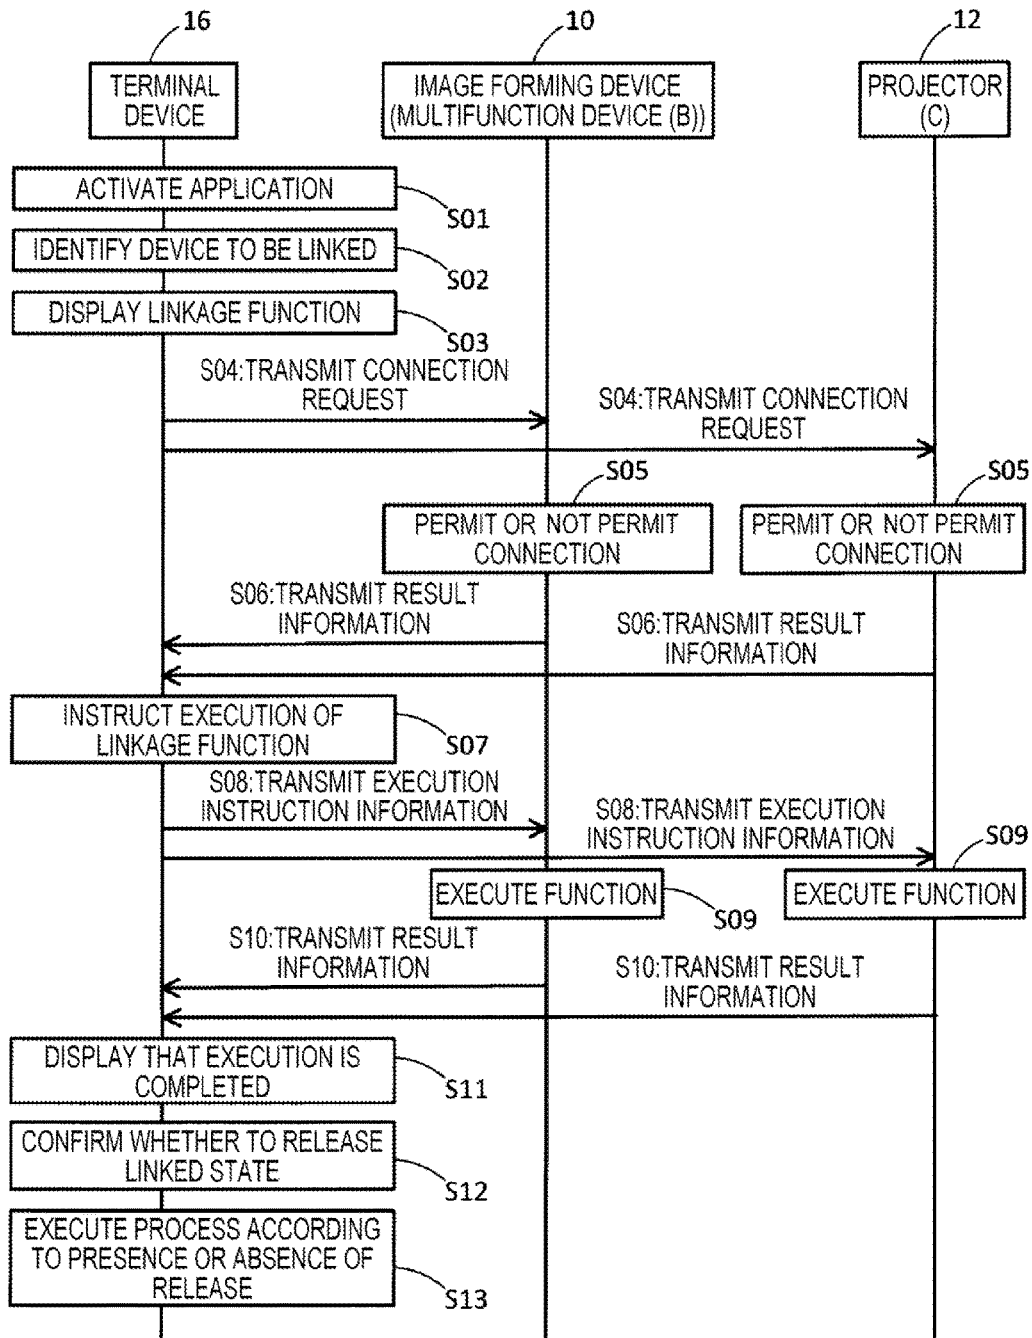 16
10
12
TERMINAL
DEVICE
IMAGE FORMING DEVICE
(MULTIFUNCTION DEVICE (B))
PROJECTOR
(C)
ACTIVATE APPLICATION
S01
IDENTIFY DEVICE TO BE LINKED
S02
DISPLAY LINKAGE FUNCTION
S03
S04:TRANSMIT CONNECTION
REQUEST
S04:TRANSMIT CONNECTION
REQUEST
S05
S05
PERMIT OR NOT PERMIT
CONNECTION
PERMIT OR NOT PERMIT
CONNECTION
S06:TRANSMIT RESULT
INFORMATION
S06:TRANSMIT RESULT
INFORMATION
INSTRUCT EXECUTION OF
LINKAGE FUNCTION
S07
S08:TRANSMIT EXECUTION
INSTRUCTION INFORMATION
S08:TRANSMIT EXECUTION
INSTRUCTION INFORMATION
S09
EXECUTE FUNCTION
S09
EXECUTE FUNCTION
S10:TRANSMIT RESULT
INFORMATION
S10:TRANSMIT RESULT
INFORMATION
DISPLAY THAT EXECUTION IS
COMPLETED
S11
CONFIRM WHETHER TO RELEASE
LINKED STATE
S12
EXECUTE PROCESS ACCORDING
TO PRESENCE OR ABSENCE OF
RELEASE
S13